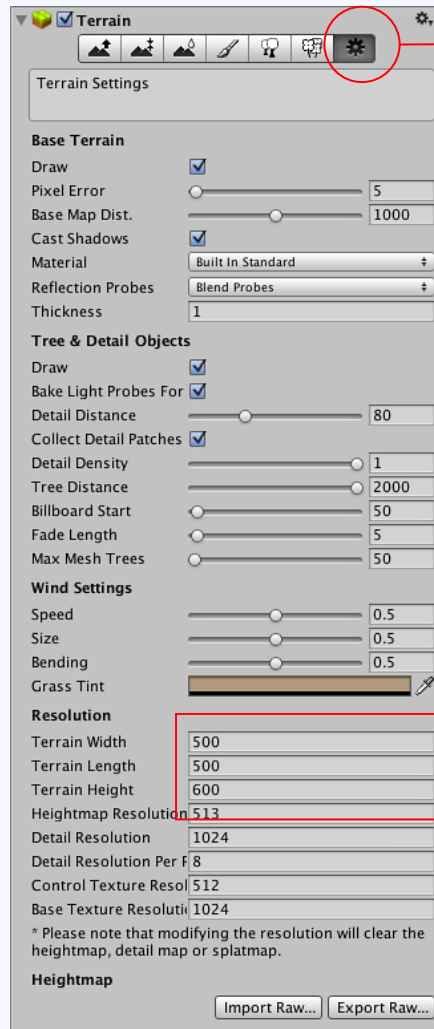 Terrain
Terrain Settings
Base Terrain
Draw
Pixel Error 5
Base Map Dist. 1000
Cast Shadows
Material Built In Standard
Reflection Probes Blend Probes
Thickness 1
Tree & Detail Objects
Draw
Bake Light Probes For
Detail Distance 80
Collect Detail Patches
Detail Density 1
Tree Distance 2000
Billboard Start 50
Fade Length 5
Max Mesh Trees 50
Wind Settings
Speed 0.5
Size 0.5
Bending 0.5
Grass Tint
Resolution
Terrain Width 500
Terrain Length 500
Terrain Height 600
Heightmap Resolution 513
Detail Resolution 1024
Detail Resolution Per P 8
Control Texture Resol 512
Base Texture Resoluti 1024
* Please note that modifying the resolution will clear the
heightmap, detail map or splatmap.
Heightmap
Import Raw... Export Raw...